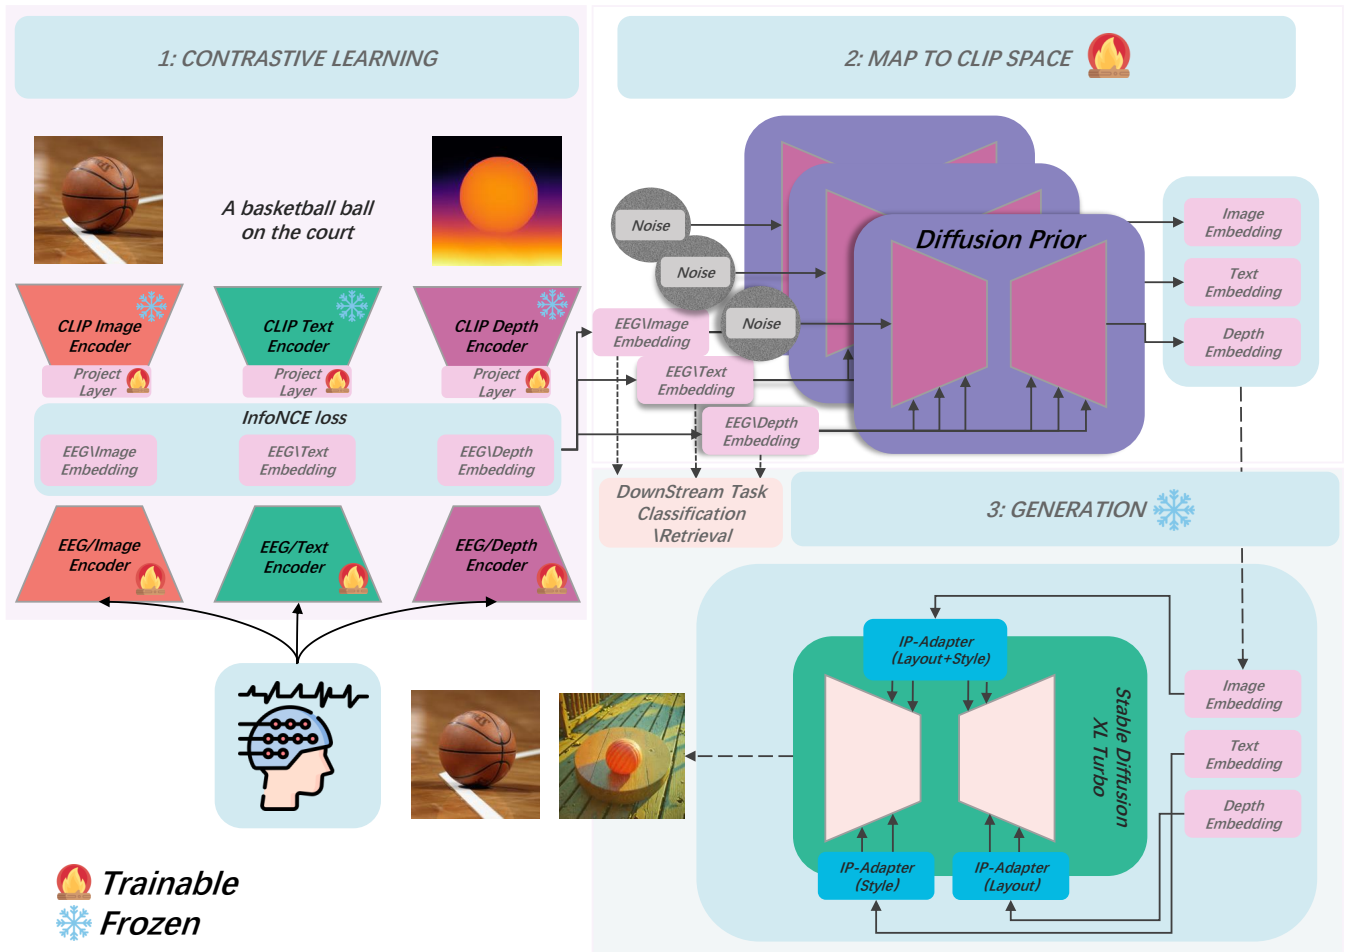 1: CONTRASTIVE LEARNING
A basketball ball
on the court
CLIP Image
Encoder
CLIP Text
Encoder
CLIP Depth
Encoder
Project
Layer
Project
Layer
Project
Layer
InfoNCE loss
EEG\Image
Embedding
EEG\Text
Embedding
EEG\Depth
Embedding
EEG/Image
Encoder
EEG/Text
Encoder
EEG/Depth
Encoder
Trainable
Frozen
2: MAP TO CLIP SPACE
Noise
Noise
Noise
Diffusion Prior
EEG\Image
Embedding
EEG\Text
Embedding
EEG\Depth
Embedding
Image
Embedding
Text
Embedding
Depth
Embedding
DownStream Task
Classification
\Retrieval
3: GENERATION
IP-Adapter
(Layout+Style)
Stable Diffusion
XL Turbo
IP-Adapter
(Style)
IP-Adapter
(Layout)
Image
Embedding
Text
Embedding
Depth
Embedding